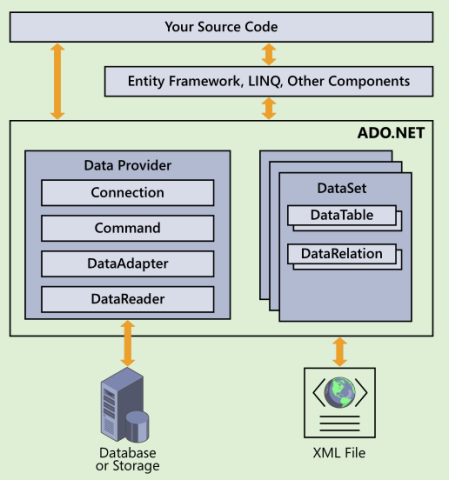 Your Source Code
Entity Framework, LINQ, Other Components
ADO.NET
Data Provider
Connection
Command
DataAdapter
DataReader
DataSet
DataTable
DataRelation
Database
or Storage
XML File